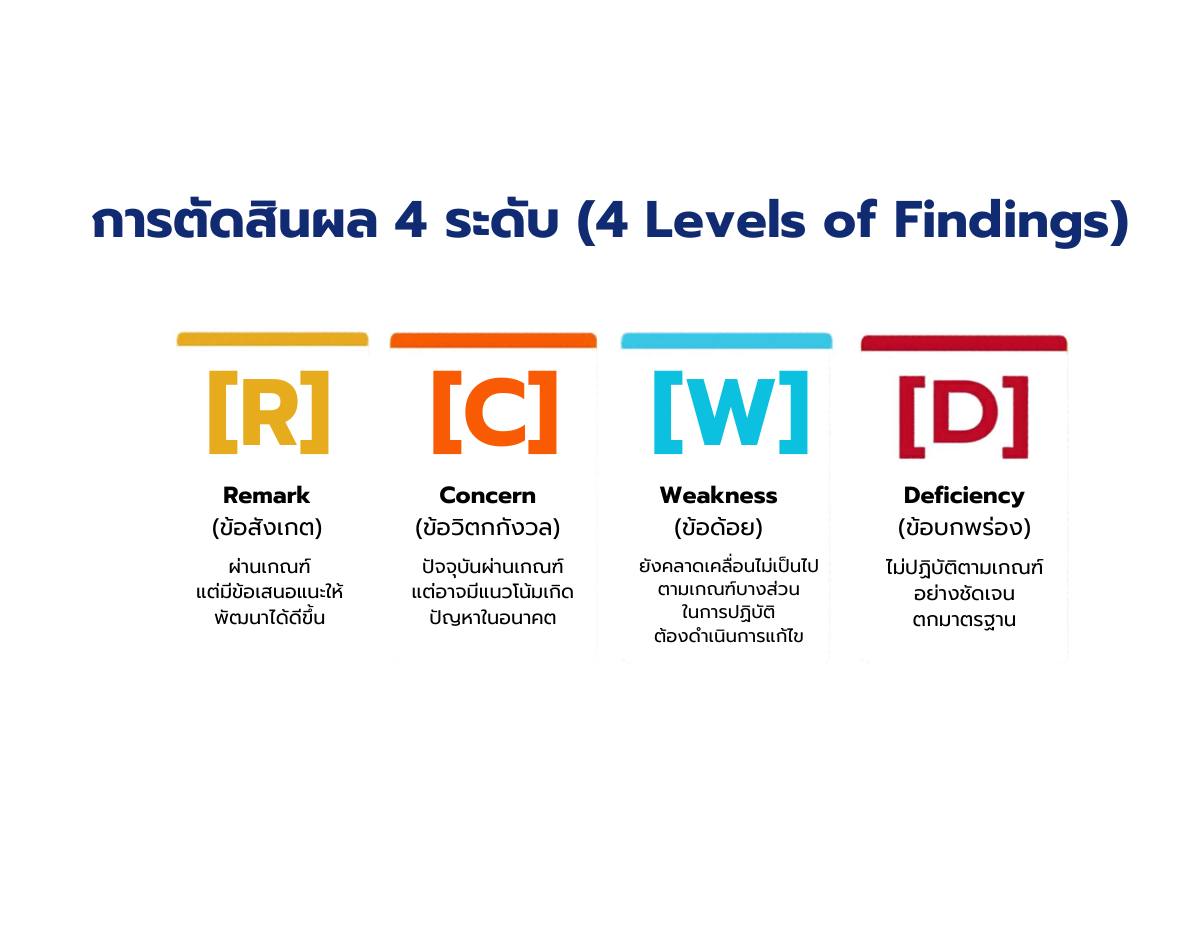 การตัดสินผล 4 ระดับ (4 Levels of Findings)
[R]
Remark
(ข้อสังเกต)
ผ่านเกณฑ์
แต่มีข้อเสนอแนะให้
พัฒนาได้ดีขึ้น
[C]
Concern
(ข้อวิตกกังวล)
ปัจจุบันผ่านเกณฑ์
แต่อาจมีแนวโน้มเกิด
ปัญหาในอนาคต
[W]
Weakness
(ข้อด้อย)
ยังคลาดเคลื่อนไม่เป็นไป
ตามเกณฑ์บางส่วน
ในการปฏิบัติ
ต้องดำเนินการแก้ไข
[D]
Deficiency
(ข้อบกพร่อง)
ไม่ปฏิบัติตามเกณฑ์
อย่างชัดเจน
ตกมาตรฐาน